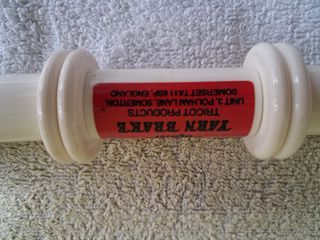 YARN BRAKE
TRICOT PRODUCTS
UNIT 3, POLHAM LANE, SOMERTON,
SOMERSET TA11 6SP, ENGLAND